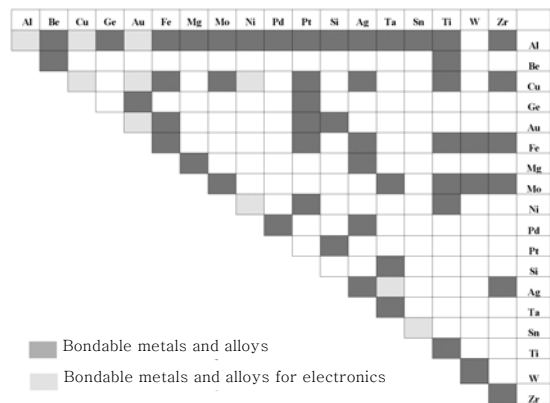 Al Be Cu Ge Au Fe Mg Mo Ni Pd Pt Si Ag Ta Sn Ti W Zr
Al
Be
Cu
Ge
Au
Fe
Mg
Mo
Ni
Pd
Pt
Si
Ag
Ta
Sn
Ti
W
Zr
Bondable metals and alloys
Bondable metals and alloys for electronics